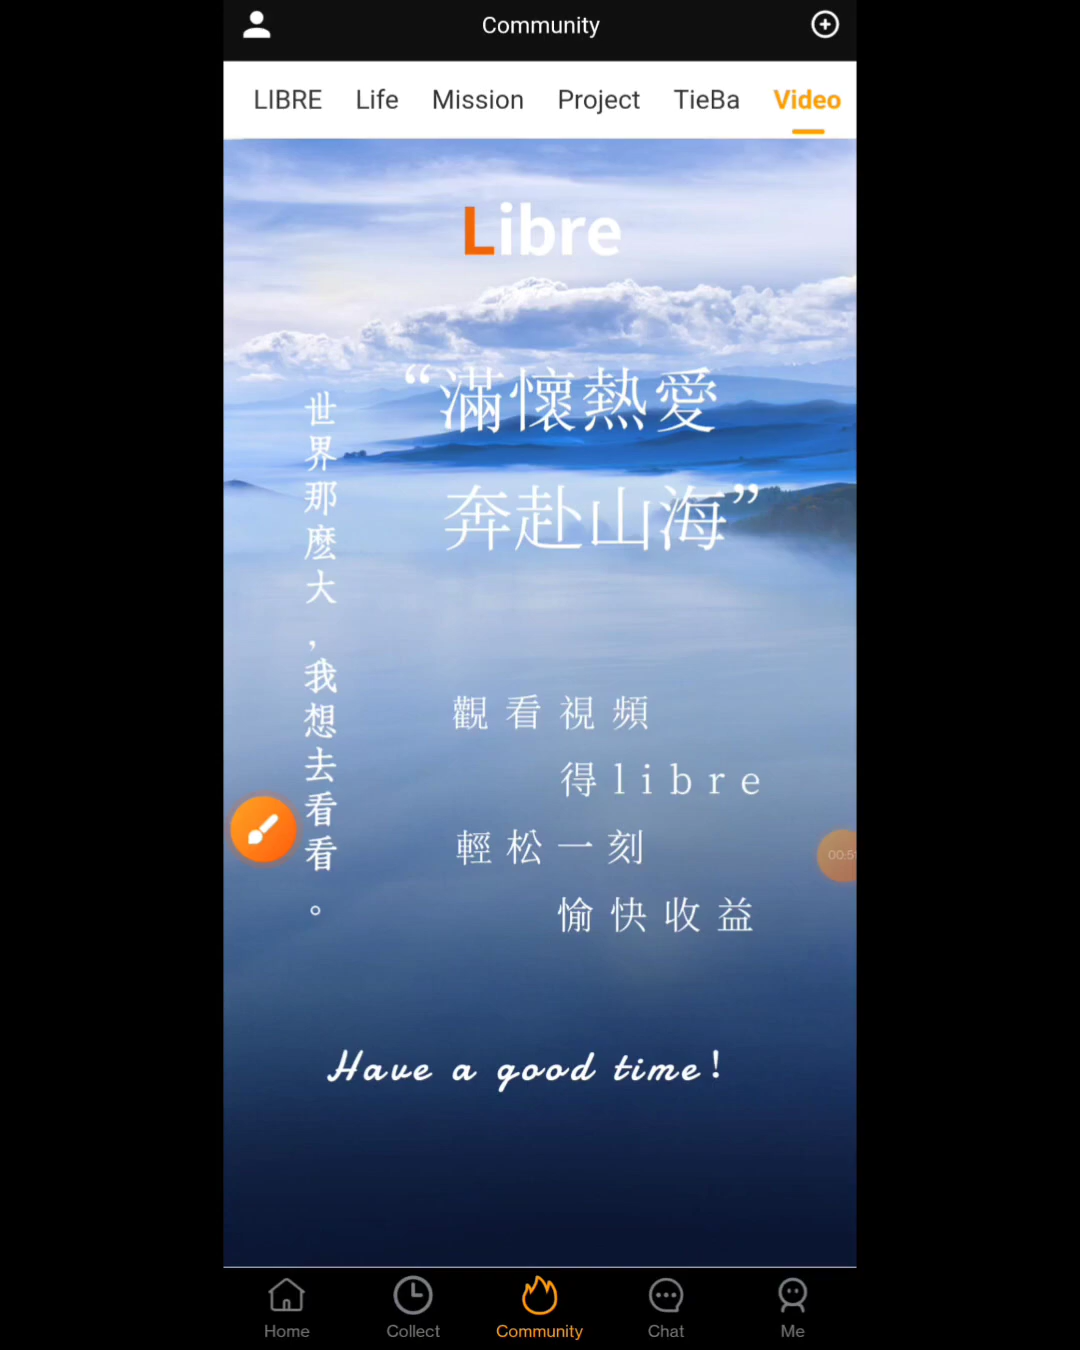 Community
LIBRE Life Mission Project TieBa Video
Libre
“滿懷熱愛
奔赴山海”
世界那麼大，我想去看看。
觀看視頻
得libre
輕松一刻
愉快收益
Have a good time!
Home Collect Community Chat Me